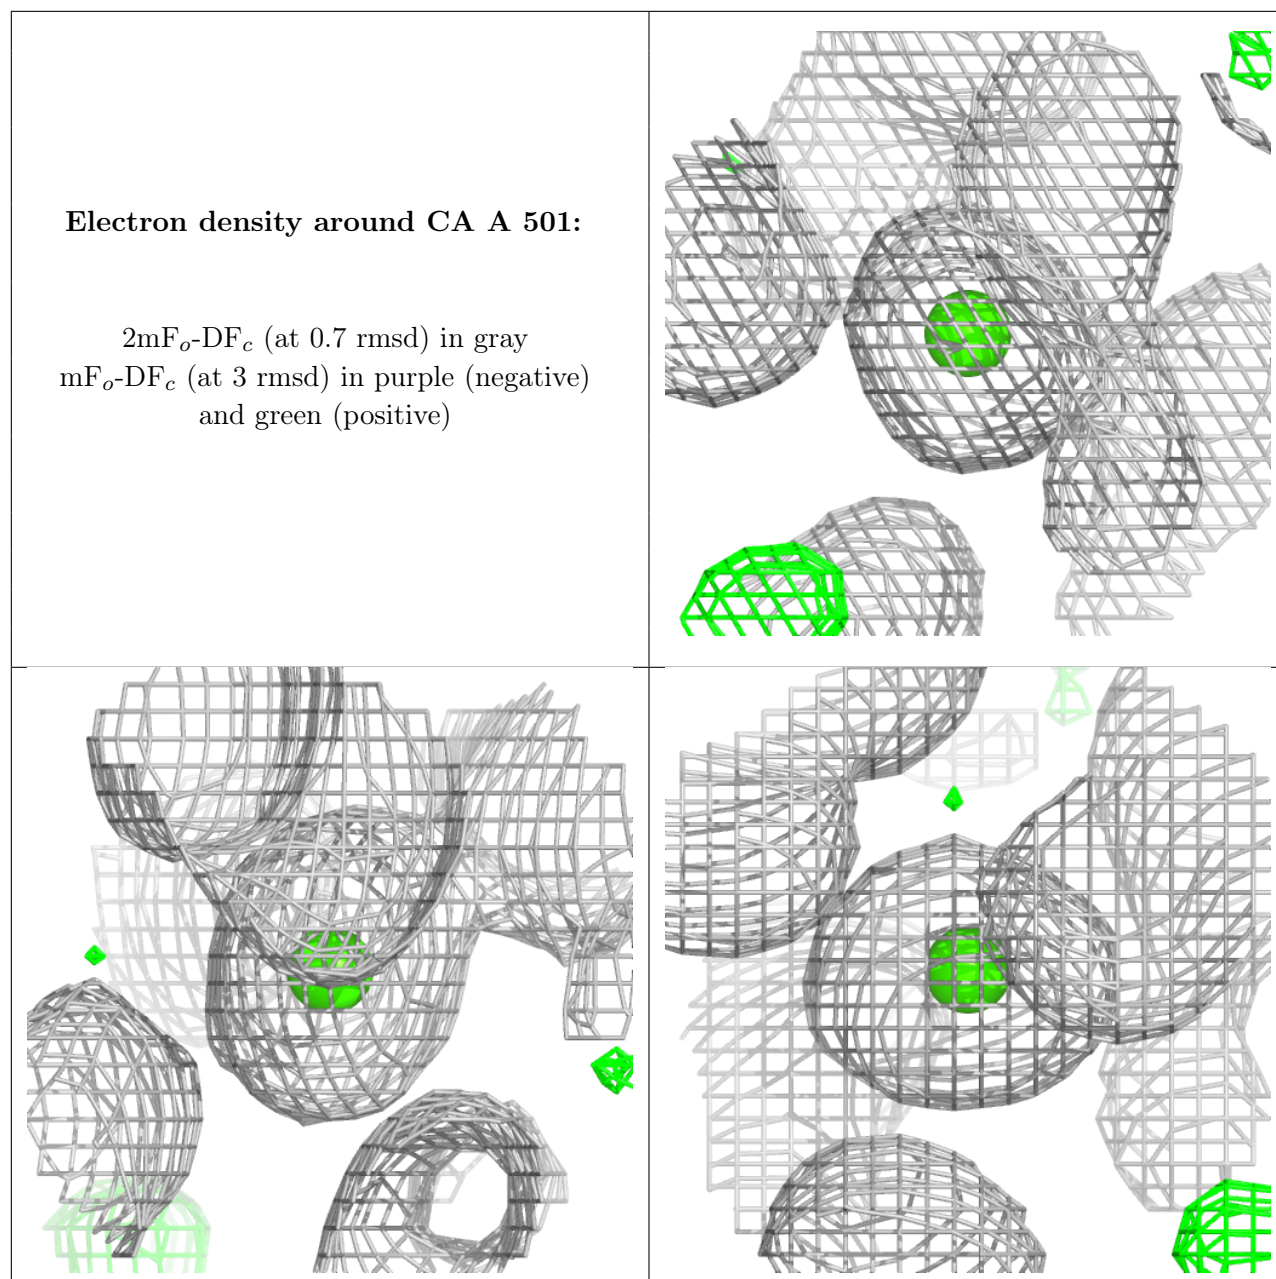 Electron density around CA A 501:
2mFo-DFc (at 0.7 rmsd) in gray
mFo-DFc (at 3 rmsd) in purple (negative)
and green (positive)